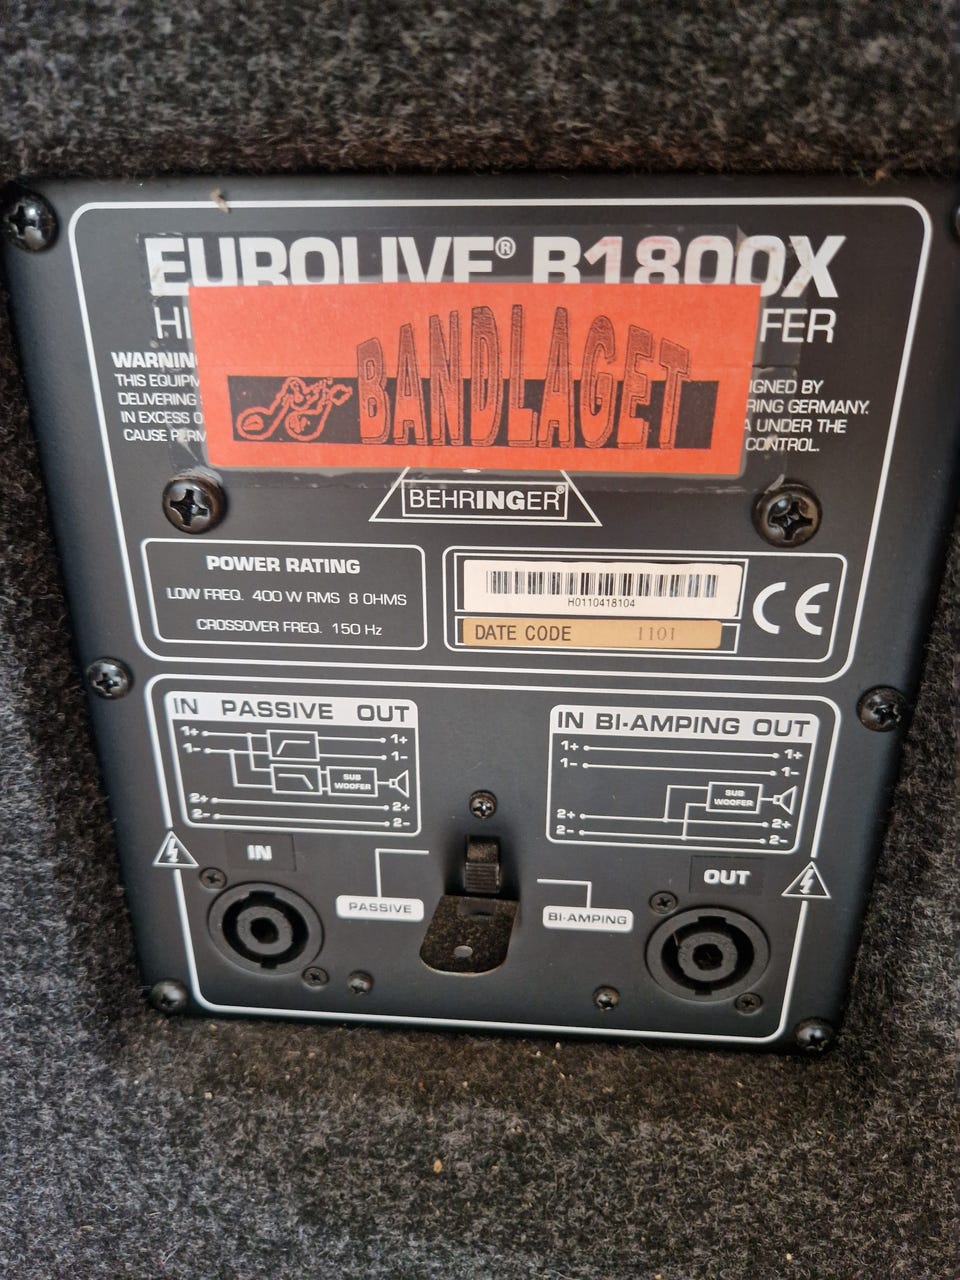 EUROLIVE® B1800X
HI FER
BANDLAGET
WARNIN
THIS EQUIPM
DELIVERING
IN EXCESS O
CAUSE PERM
IGNED BY
RING GERMANY.
A UNDER THE
CONTROL.
BEHRINGER®
POWER RATING
LOW FREQ. 400 W RMS 8 OHMS
CROSSOVER FREQ. 150 Hz
H0110418104
DATE CODE 1101
CE
IN PASSIVE OUT
1+ 1+
1- 1-
SUB
WOOFER
2+ 2+
2- 2-
IN BI-AMPING OUT
1+ 1+
1- 1-
SUB
WOOFER
2+ 2+
2- 2-
IN
OUT
PASSIVE
BI-AMPING